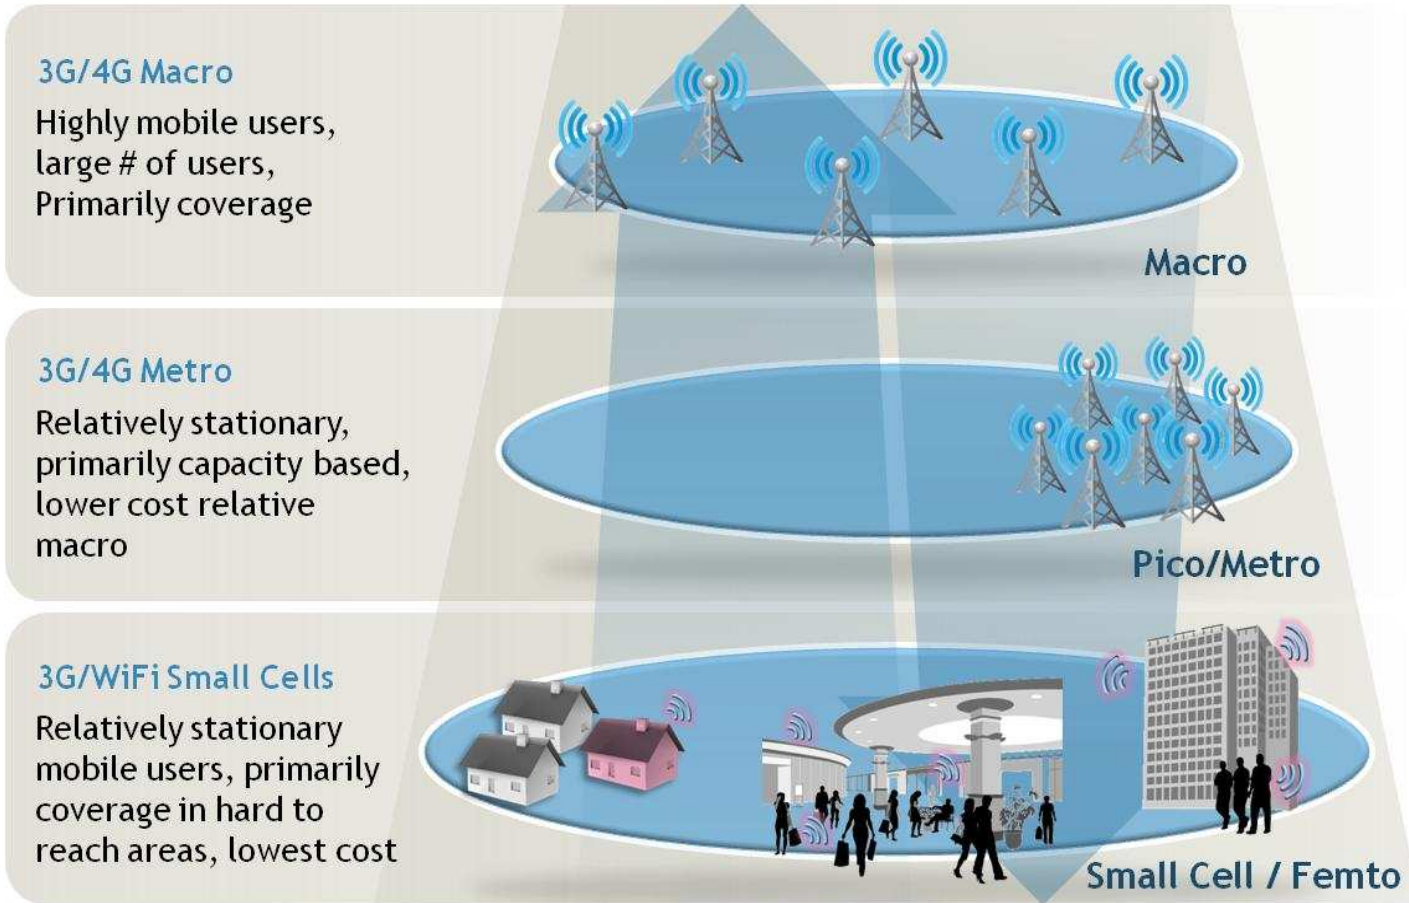 3G/4G Macro
Highly mobile users,
large # of users,
Primarily coverage
Macro
3G/4G Metro
Relatively stationary,
primarily capacity based,
lower cost relative
macro
Pico/Metro
3G/WiFi Small Cells
Relatively stationary
mobile users, primarily
coverage in hard to
reach areas, lowest cost
Small Cell / Femto